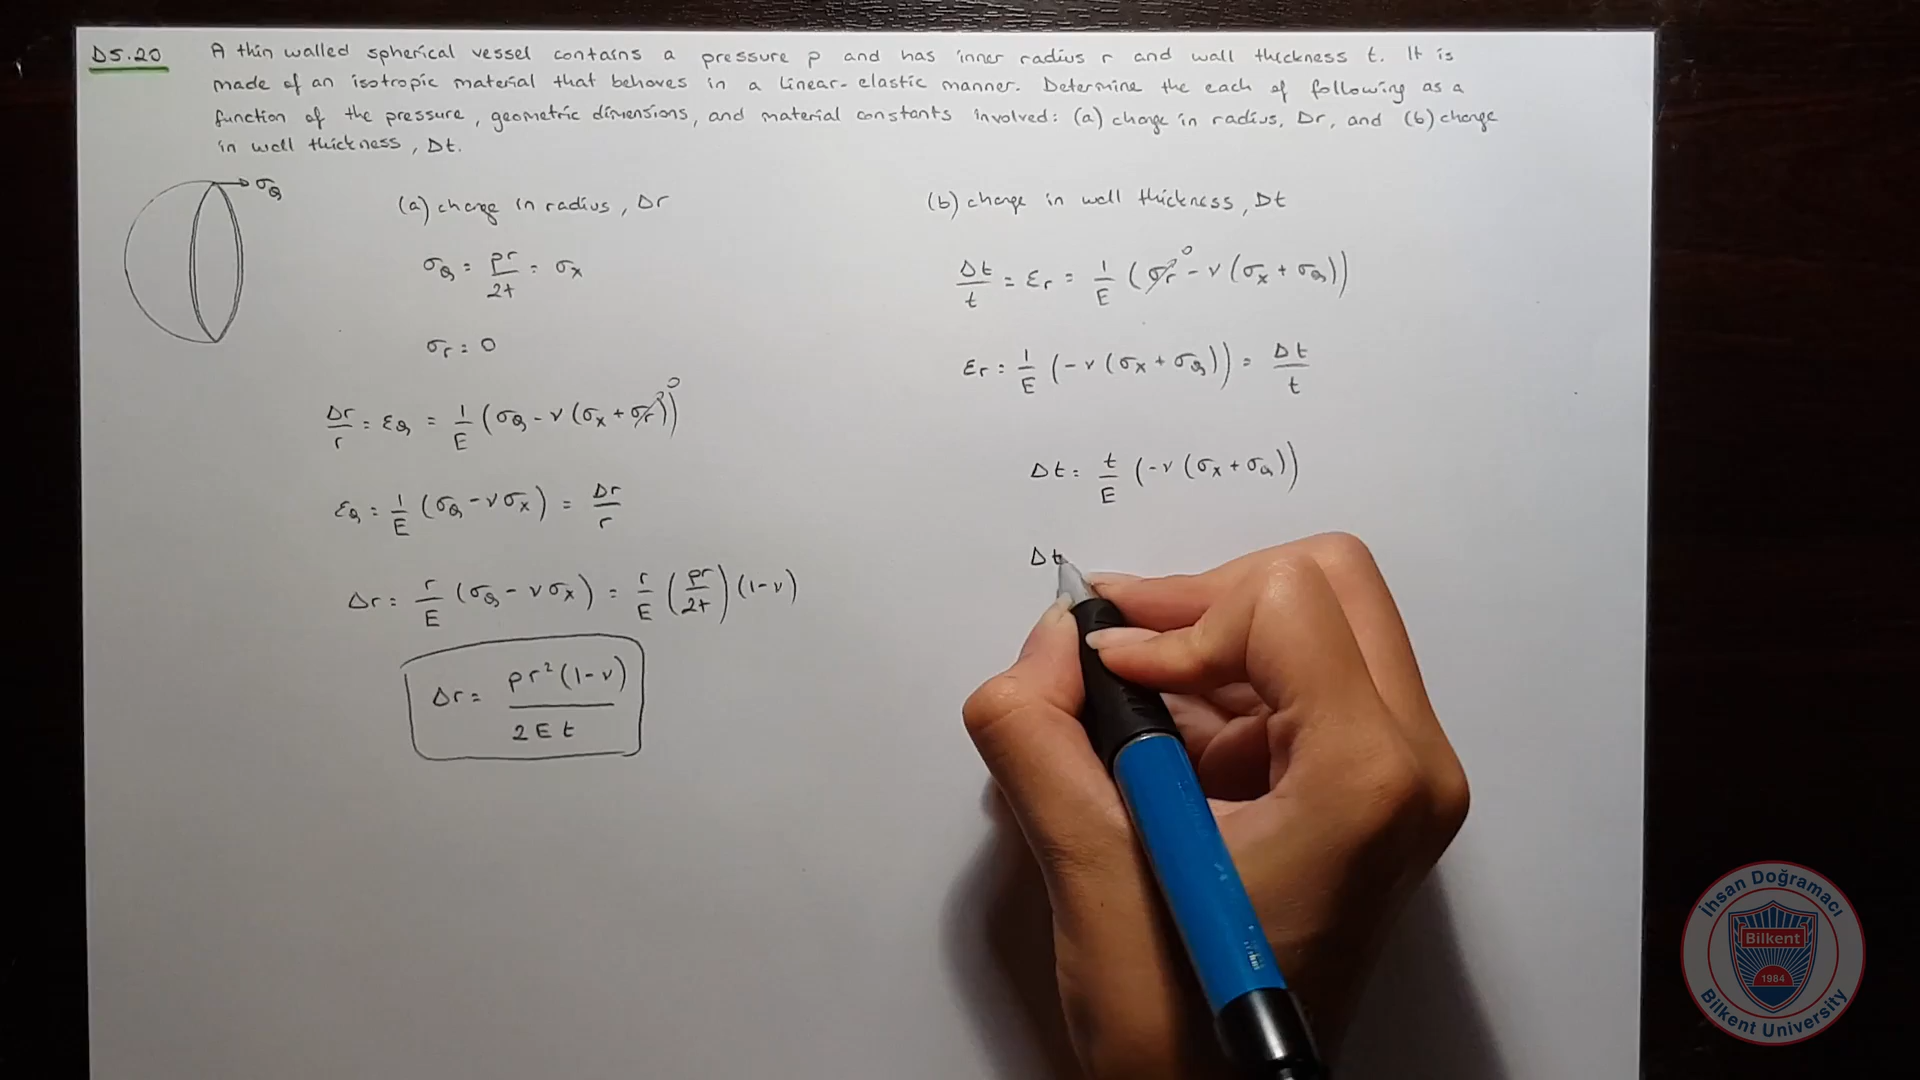 D5.20 A thin walled spherical vessel contains a pressure p and has inner radius r and wall thickness t. It is
made of an isotropic material that behoves in a linear-elastic manner. Determine the each of following as a
function of the pressure, geometric dimensions, and material constants involved: (a) change in radius, Δr, and (b) change
in wall thickness, Δt.
σθ
(a) change in radius, Δr
σθ = pr/2t = σx
σr = 0
Δr/r = εθ = 1/E (σθ - ν (σx + σr)) 0
εθ = 1/E (σθ - νσx) = Δr/r
Δr = r/E (σθ - νσx) = r/E (pr/2t) (1-ν)
Δr = pr²(1-ν) / 2Et
(b) change in wall thickness, Δt
Δt/t = εr = 1/E (σr 0 - ν (σx + σθ))
εr = 1/E (-ν (σx + σθ)) = Δt/t
Δt = t/E (-ν (σx + σθ))
Δt
İhsan Doğramacı
Bilkent
1984
Bilkent University